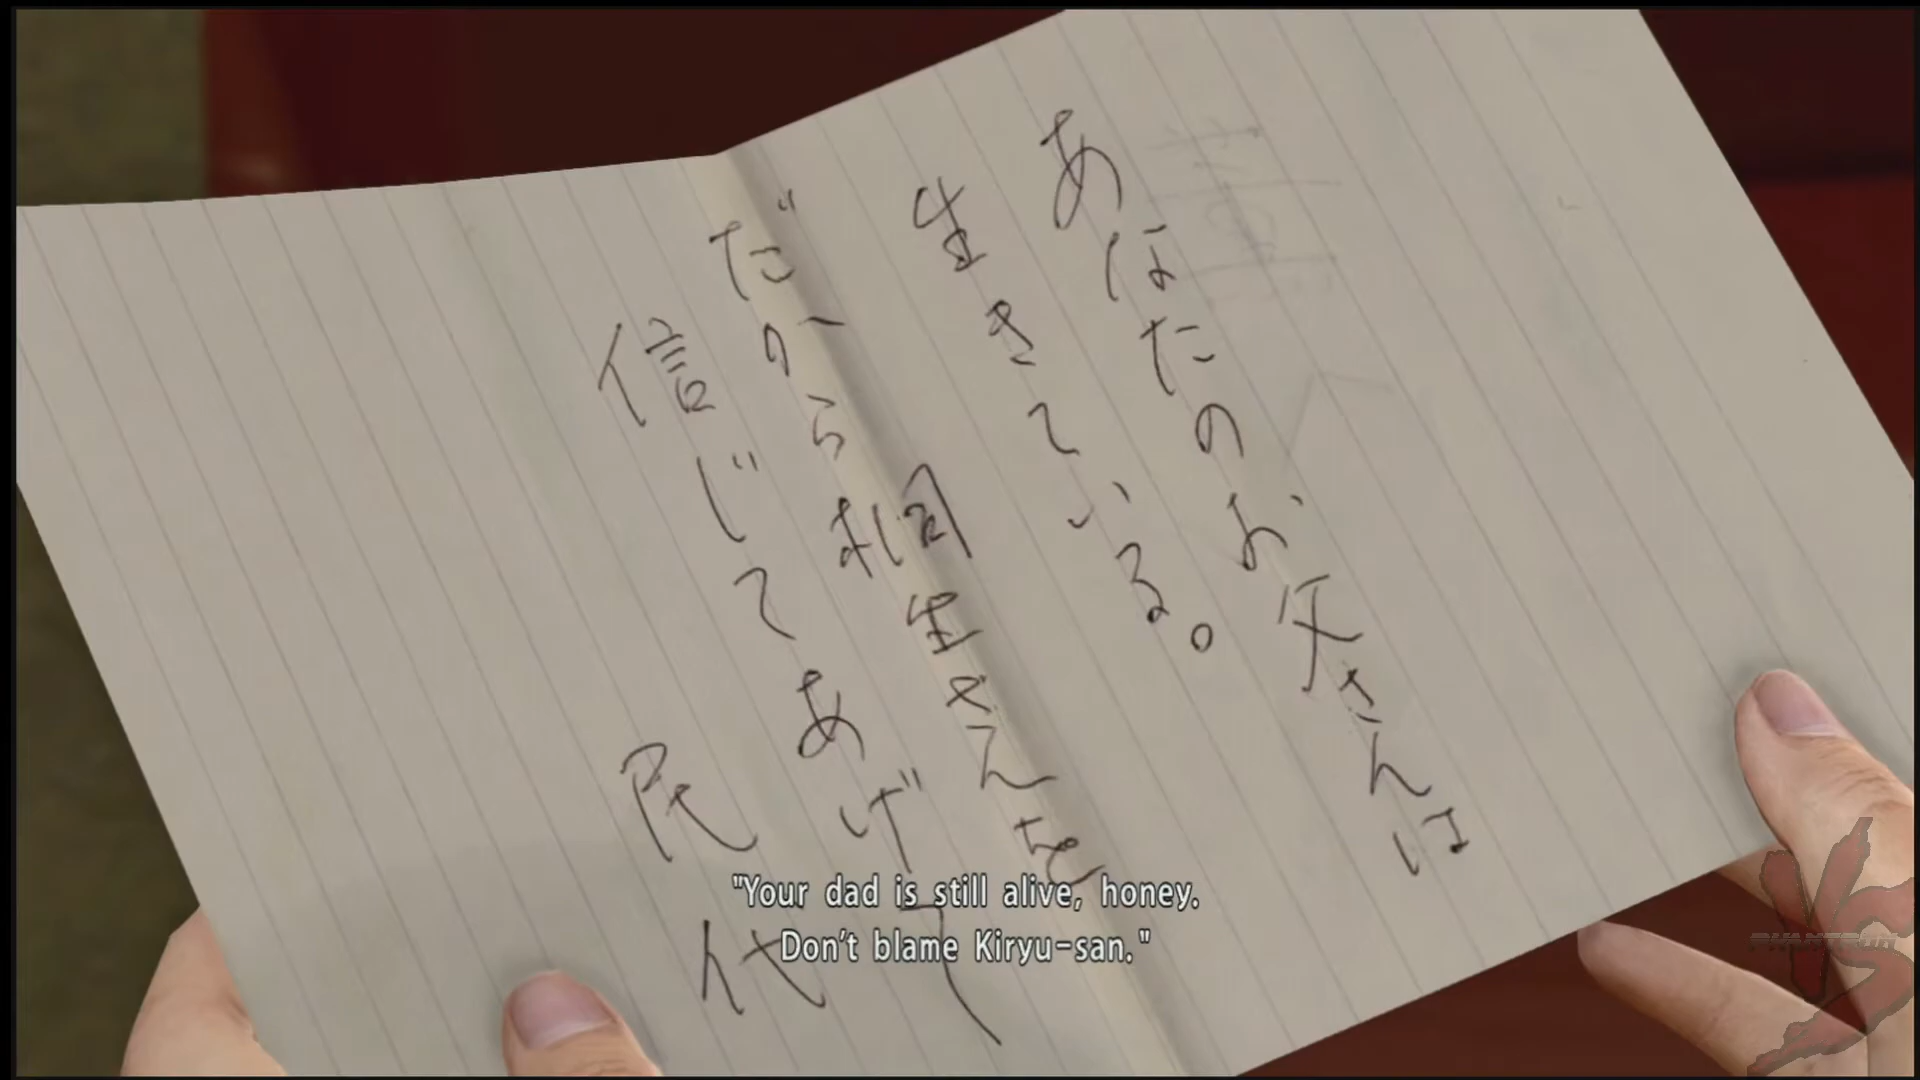 あなたのお父さんは
生きている。
だから桐生さんを
信じてあげて
民代
"Your dad is still alive, honey.
Don't blame Kiryu-san."